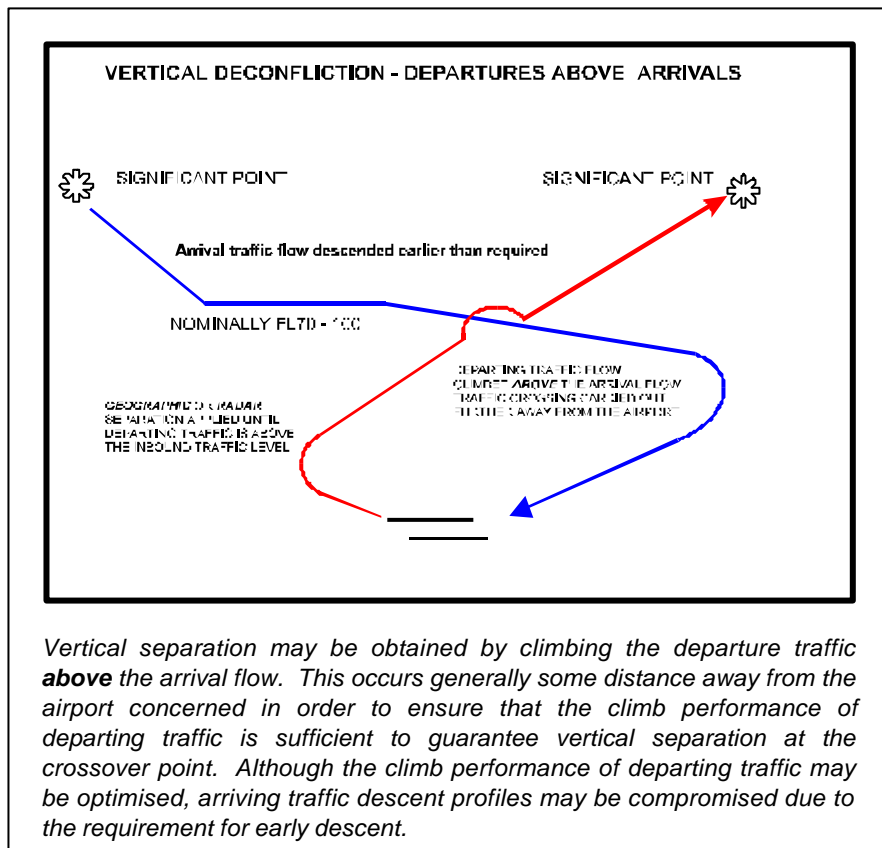 VERTICAL DECONFLICTION - DEPARTURES ABOVE ARRIVALS
SIGNIFICANT POINT
SIGNIFICANT POINT
Arrival traffic flow descended earlier than required
NOMINALLY FL70 - 100
DEPARTING TRAFFIC FLOW
ABOVE THE ARRIVAL FLOW
TRAFFIC CROSSING CARRIED OUT
AWAY FROM THE AIRPORT
GEOGRAPHIC OR RADAR
SEPARATION APPLIED UNTIL
DEPARTING TRAFFIC IS ABOVE
THE INBOUND TRAFFIC LEVEL
Vertical separation may be obtained by climbing the departure traffic
above the arrival flow. This occurs generally some distance away from the
airport concerned in order to ensure that the climb performance of
departing traffic is sufficient to guarantee vertical separation at the
crossover point. Although the climb performance of departing traffic may
be optimised, arriving traffic descent profiles may be compromised due to
the requirement for early descent.